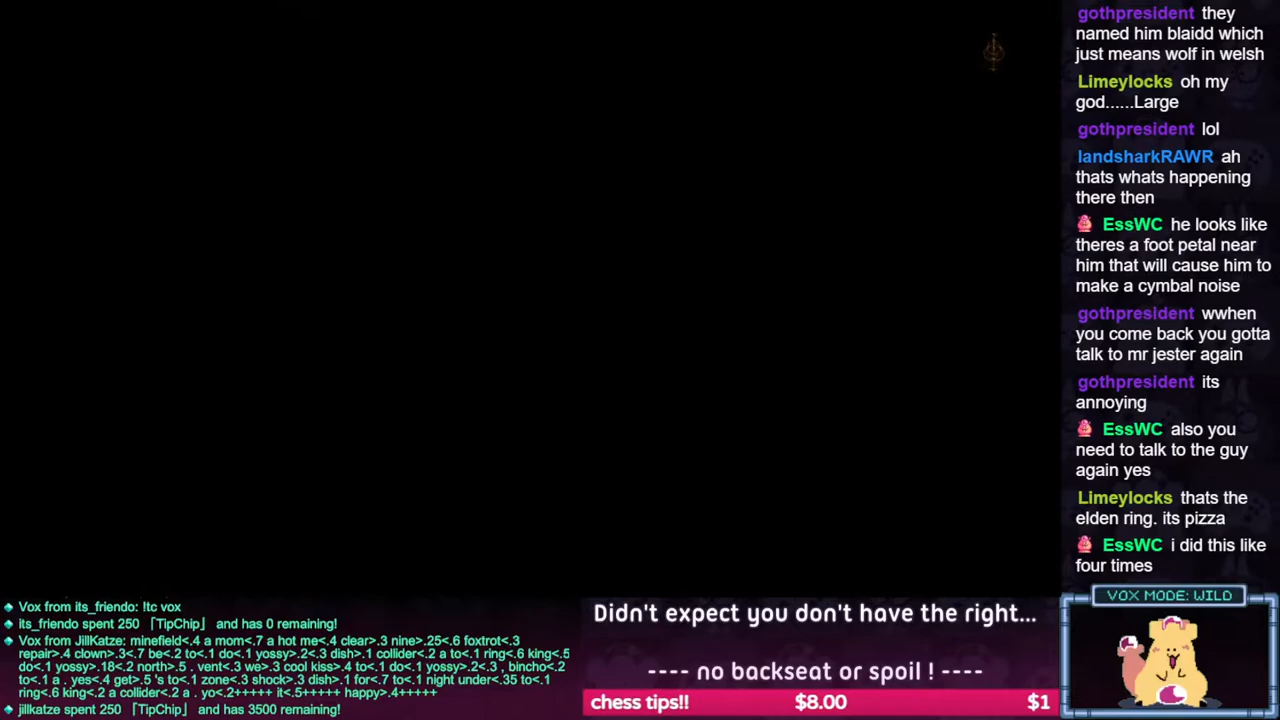 gothpresident they
named him blaidd which
just means wolf in welsh
Limeylocks oh my
god......Large
gothpresident lol
landsharkRAWR ah
thats whats happening
there then
EssWC he looks like
theres a foot petal near
him that will cause him to
make a cymbal noise
gothpresident wwhen
you come back you gotta
talk to mr jester again
gothpresident its
annoying
EssWC also you
need to talk to the guy
again yes
Limeylocks thats the
elden ring. its pizza
EssWC i did this like
four times
Vox from its_friendo: !tc vox
its_friendo spent 250 「TipChip」 and has 0 remaining!
Vox from JillKatze: minefield<.4 a mom<.7 a hot me<.4 clear>.3 nine>.25<.6 foxtrot<.3
repair>.4 clown>.3<.7 be<.2 to<.1 do<.1 yossy>.2<.3 dish>.1 collider<.2 a to<.1 ring<.6 king<.5
do<.1 yossy>.18<.2 north>.5 . vent<.3 we>.3 cool kiss>.4 to<.1 do<.1 yossy>.2<.3 , bincho<.2
to<.1 a . yes<.4 get>.5 's to<.1 zone<.3 shock>.3 dish>.1 for<.7 to<.1 night under<.35 to<.1
ring<.6 king<.2 a collider<.2 a . yo<.2+++++ it<.5+++++ happy>.4+++++
jillkatze spent 250 「TipChip」 and has 3500 remaining!
Didn't expect you don't have the right...
---- no backseat or spoil ! ----
chess tips!! $8.00 $1
VOX MODE: WILD